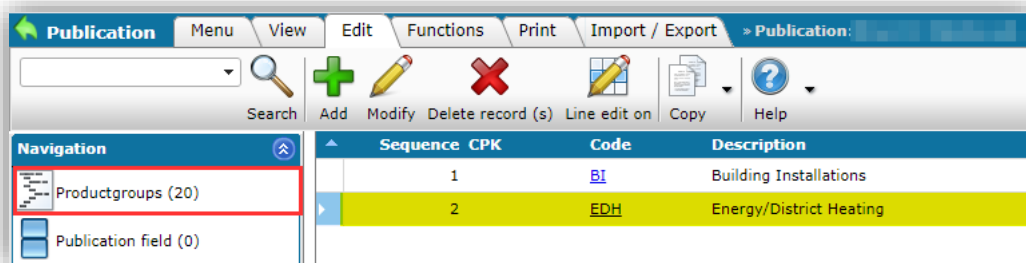 Publication Menu View Edit Functions Print Import / Export » Publication:
Search Add Modify Delete record (s) Line edit on Copy Help
Navigation Sequence CPK Code Description
Productgroups (20) 1 BI Building Installations
2 EDH Energy/District Heating
Publication field (0)